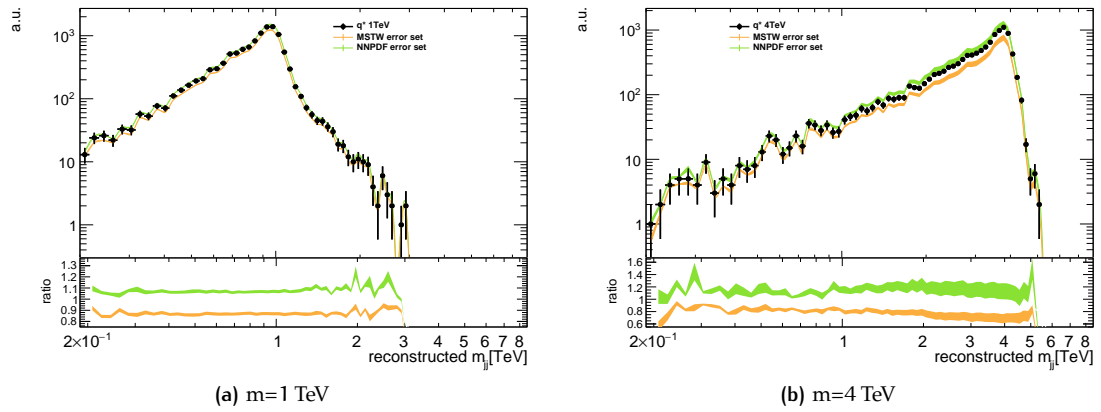 a.u.
10³
10²
10
1
q* 1TeV
MSTW error set
NNPDF error set
ratio
1.3
1.2
1.1
1
0.9
0.8
2×10⁻¹
1
2
3
4
5
6
7
8
reconstructed m_jj[TeV]
(a) m=1 TeV
a.u.
10⁴
10³
10²
10
1
q* 4TeV
MSTW error set
NNPDF error set
ratio
1.6
1.4
1.2
1
0.8
0.6
2×10⁻¹
1
2
3
4
5
6
7
8
reconstructed m_jj[TeV]
(b) m=4 TeV